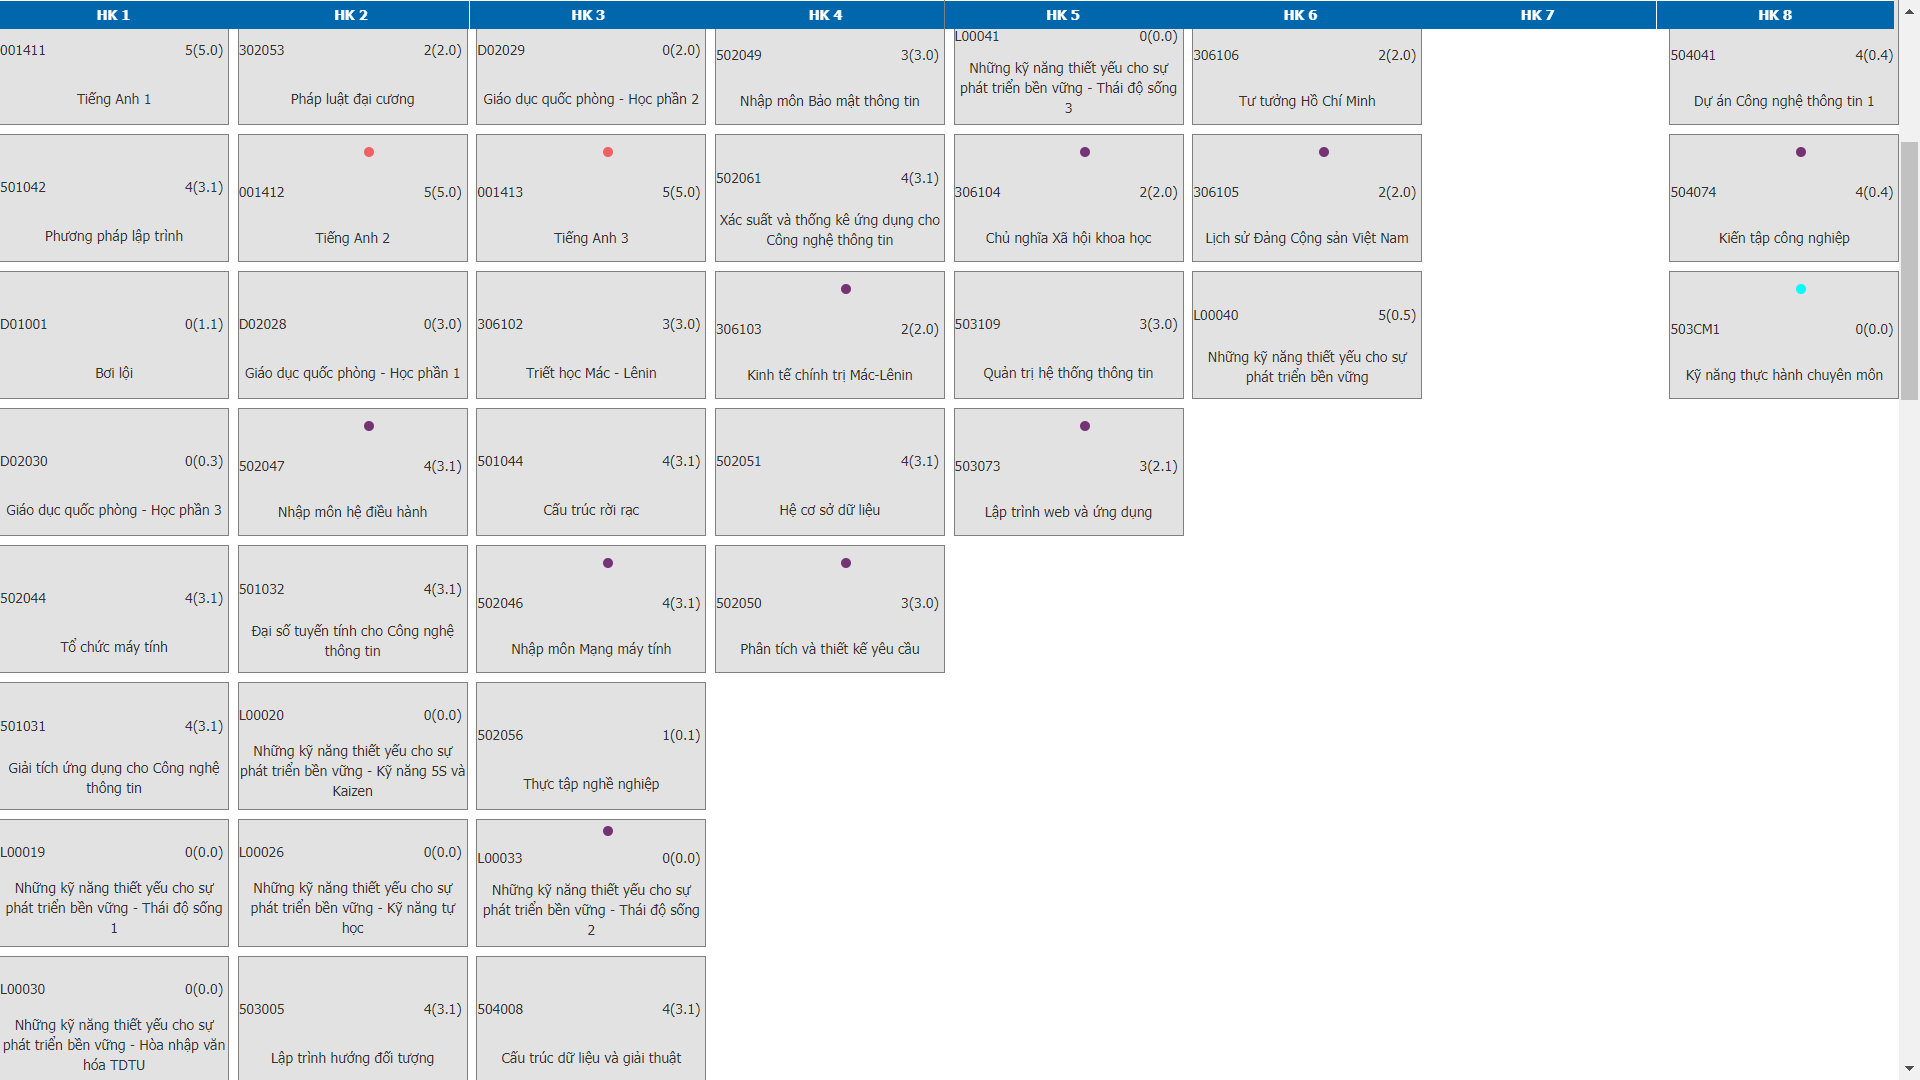 HK 1
HK 2
HK 3
HK 4
HK 5
HK 6
HK 7
HK 8
001411 5(5.0)
Tiếng Anh 1
501042 4(3.1)
Phương pháp lập trình
D01001 0(1.1)
Bơi lội
D02030 0(0.3)
Giáo dục quốc phòng - Học phần 3
502044 4(3.1)
Tổ chức máy tính
501031 4(3.1)
Giải tích ứng dụng cho Công nghệ
thông tin
L00019 0(0.0)
Những kỹ năng thiết yếu cho sự
phát triển bền vững - Thái độ sống
1
L00030 0(0.0)
Những kỹ năng thiết yếu cho sự
phát triển bền vững - Hòa nhập văn
hóa TDTU
302053 2(2.0)
Pháp luật đại cương
001412 5(5.0)
Tiếng Anh 2
D02028 0(3.0)
Giáo dục quốc phòng - Học phần 1
502047 4(3.1)
Nhập môn hệ điều hành
501032 4(3.1)
Đại số tuyến tính cho Công nghệ
thông tin
L00020 0(0.0)
Những kỹ năng thiết yếu cho sự
phát triển bền vững - Kỹ năng 5S và
Kaizen
L00026 0(0.0)
Những kỹ năng thiết yếu cho sự
phát triển bền vững - Kỹ năng tự
học
503005 4(3.1)
Lập trình hướng đối tượng
D02029 0(2.0)
Giáo dục quốc phòng - Học phần 2
001413 5(5.0)
Tiếng Anh 3
306102 3(3.0)
Triết học Mác - Lênin
501044 4(3.1)
Cấu trúc rời rạc
502046 4(3.1)
Nhập môn Mạng máy tính
502056 1(0.1)
Thực tập nghề nghiệp
L00033 0(0.0)
Những kỹ năng thiết yếu cho sự
phát triển bền vững - Thái độ sống
2
504008 4(3.1)
Cấu trúc dữ liệu và giải thuật
502049 3(3.0)
Nhập môn Bảo mật thông tin
502061 4(3.1)
Xác suất và thống kê ứng dụng cho
Công nghệ thông tin
306103 2(2.0)
Kinh tế chính trị Mác-Lênin
502051 4(3.1)
Hệ cơ sở dữ liệu
502050 3(3.0)
Phân tích và thiết kế yêu cầu
L00041 0(0.0)
Những kỹ năng thiết yếu cho sự
phát triển bền vững - Thái độ sống
3
306104 2(2.0)
Chủ nghĩa Xã hội khoa học
503109 3(3.0)
Quản trị hệ thống thông tin
503073 3(2.1)
Lập trình web và ứng dụng
306106 2(2.0)
Tư tưởng Hồ Chí Minh
306105 2(2.0)
Lịch sử Đảng Cộng sản Việt Nam
L00040 5(0.5)
Những kỹ năng thiết yếu cho sự
phát triển bền vững
504041 4(0.4)
Dự án Công nghệ thông tin 1
504074 4(0.4)
Kiến tập công nghiệp
503CM1 0(0.0)
Kỹ năng thực hành chuyên môn